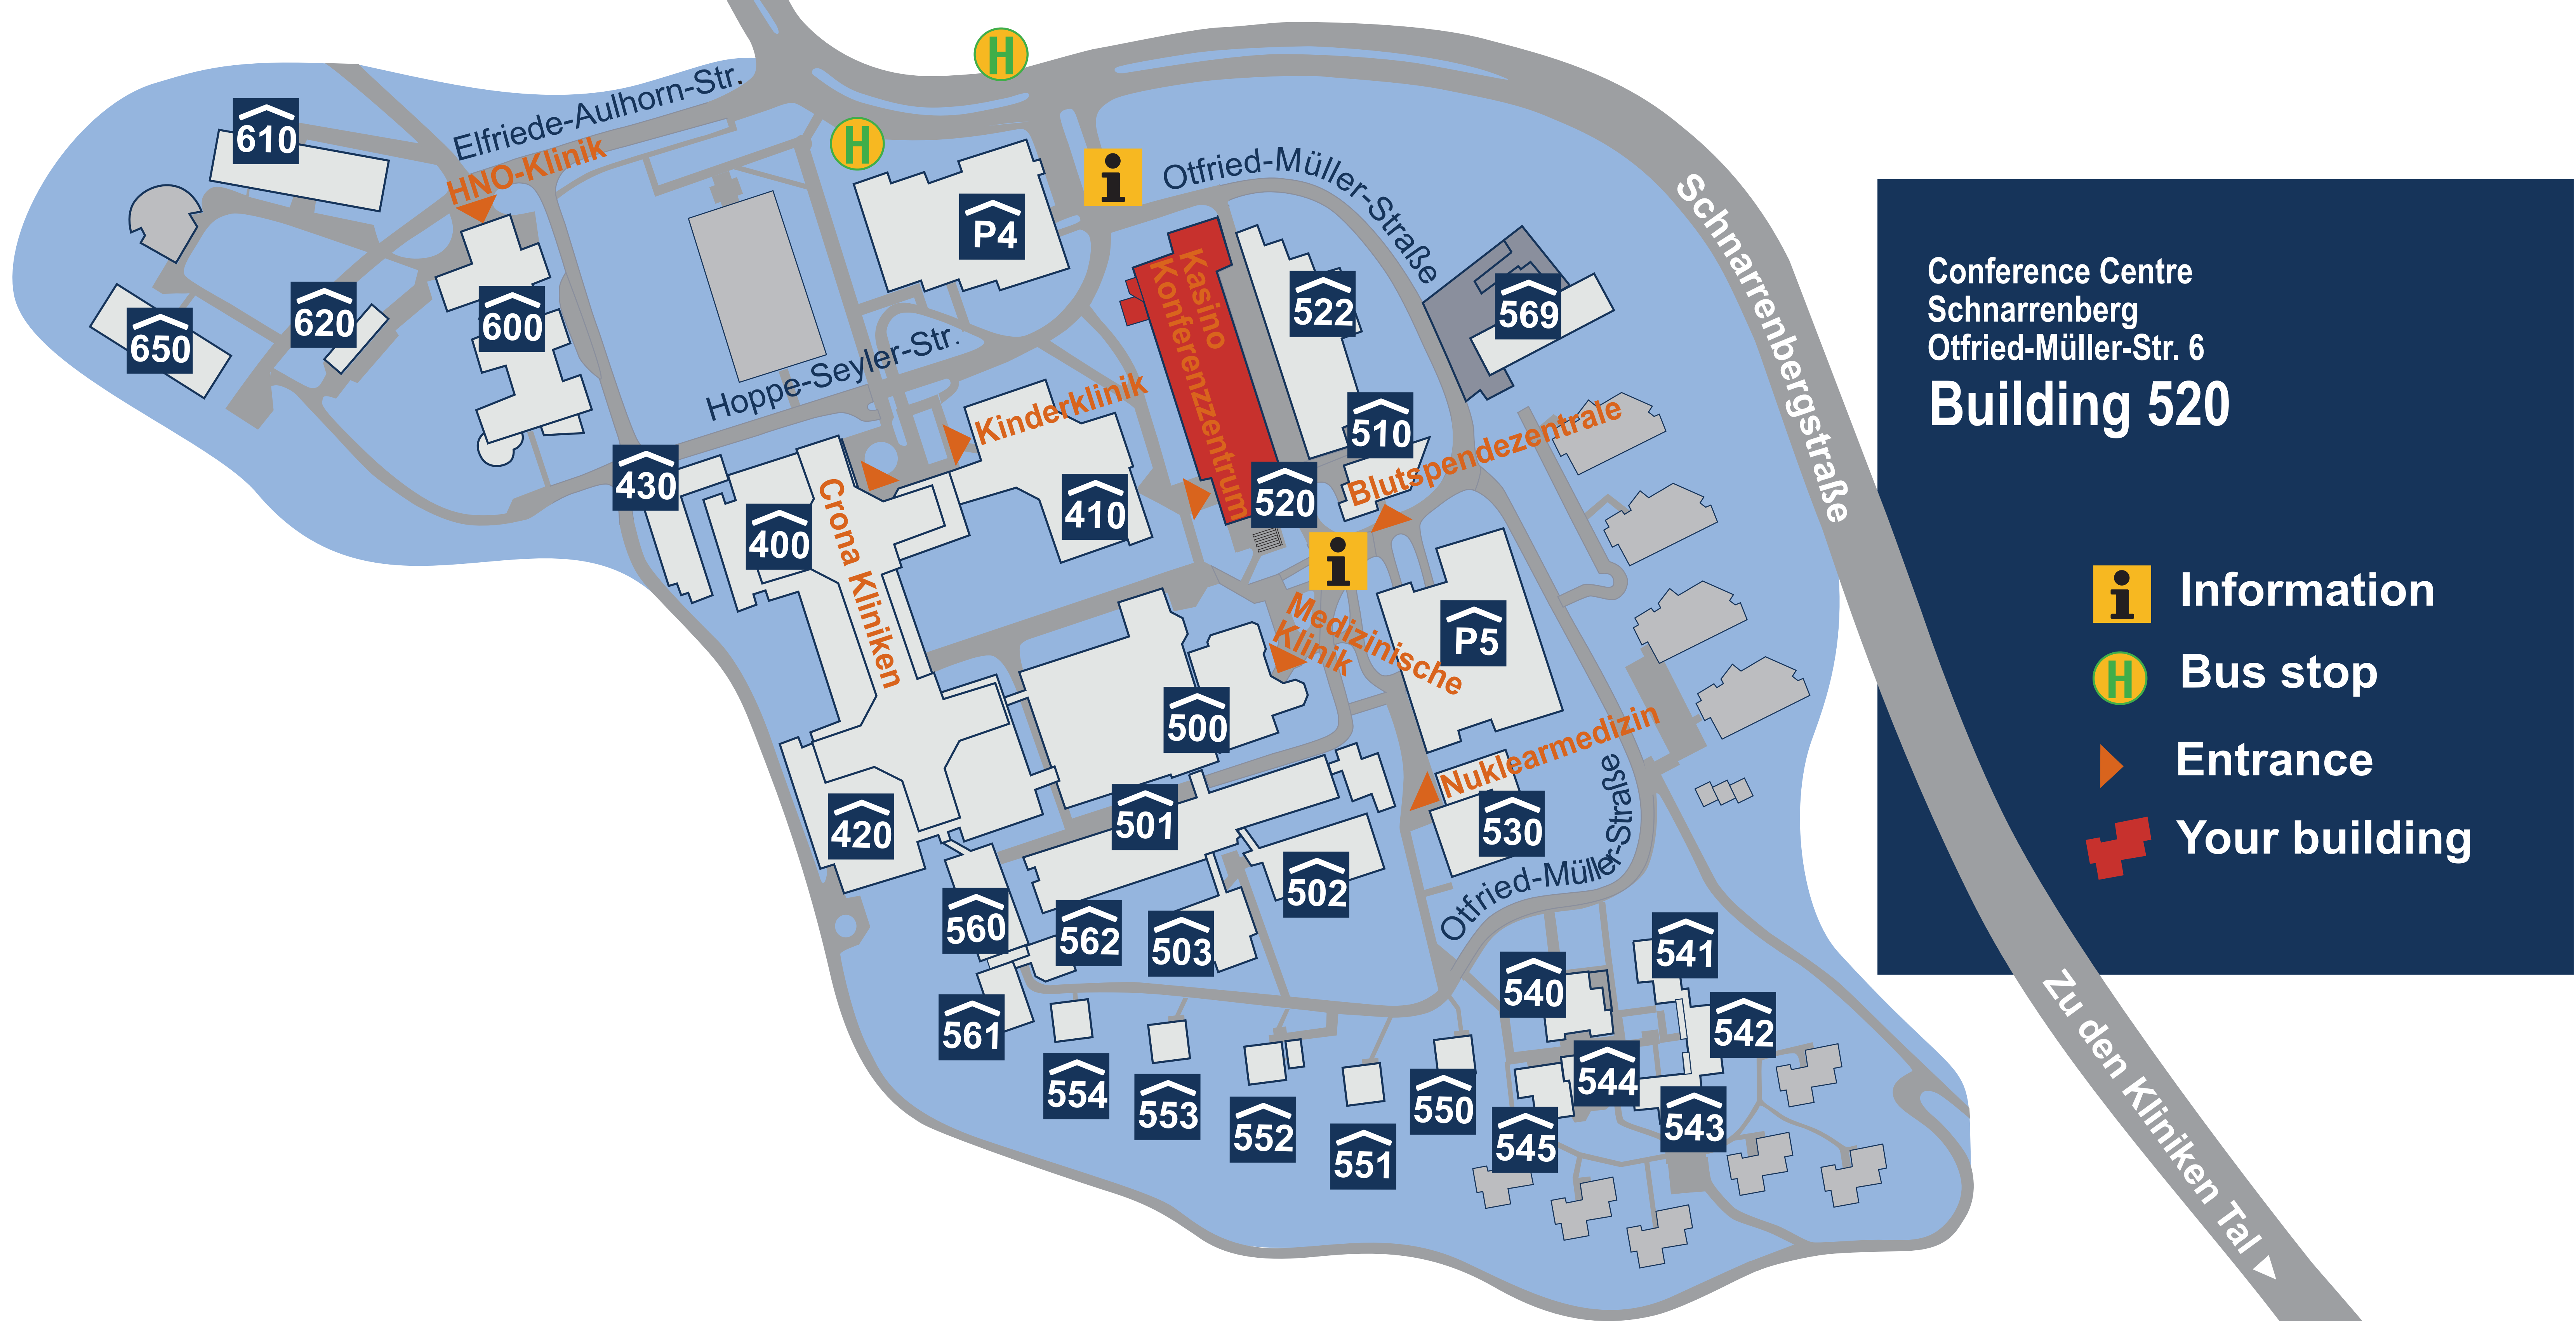 H
H
i
Elfriede-Aulhorn-Str.
HNO-Klinik
610
650
620
600
P4
Otfried-Müller-Straße
Kasino
Konferenzzentrum
522
569
Schnarrenbergstraße
Hoppe-Seyler-Str.
Kinderklinik
510
Blutspendezentrale
430
400
Crona Kliniken
410
520
i
Medizinische
Klinik
P5
500
Nuklearmedizin
420
501
530
Otfried-Müller-Straße
502
560
562
503
561
554
553
552
551
550
540
541
542
544
543
545
Conference Centre
Schnarrenberg
Otfried-Müller-Str. 6
Building 520
i Information
H Bus stop
Entrance
Your building
Zu den Kliniken Tal